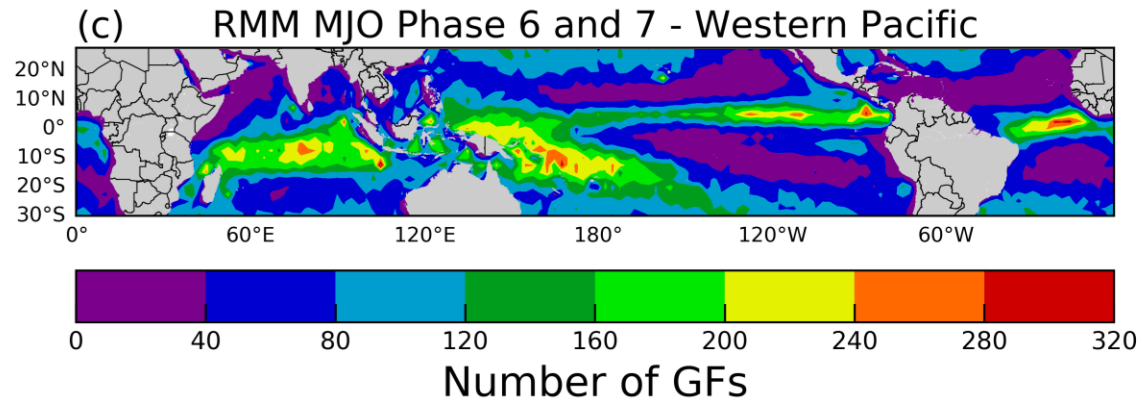 (c) RMM MJO Phase 6 and 7 - Western Pacific
20°N
10°N
0°
10°S
20°S
30°S
0° 60°E 120°E 180° 120°W 60°W
0 40 80 120 160 200 240 280 320
Number of GFs